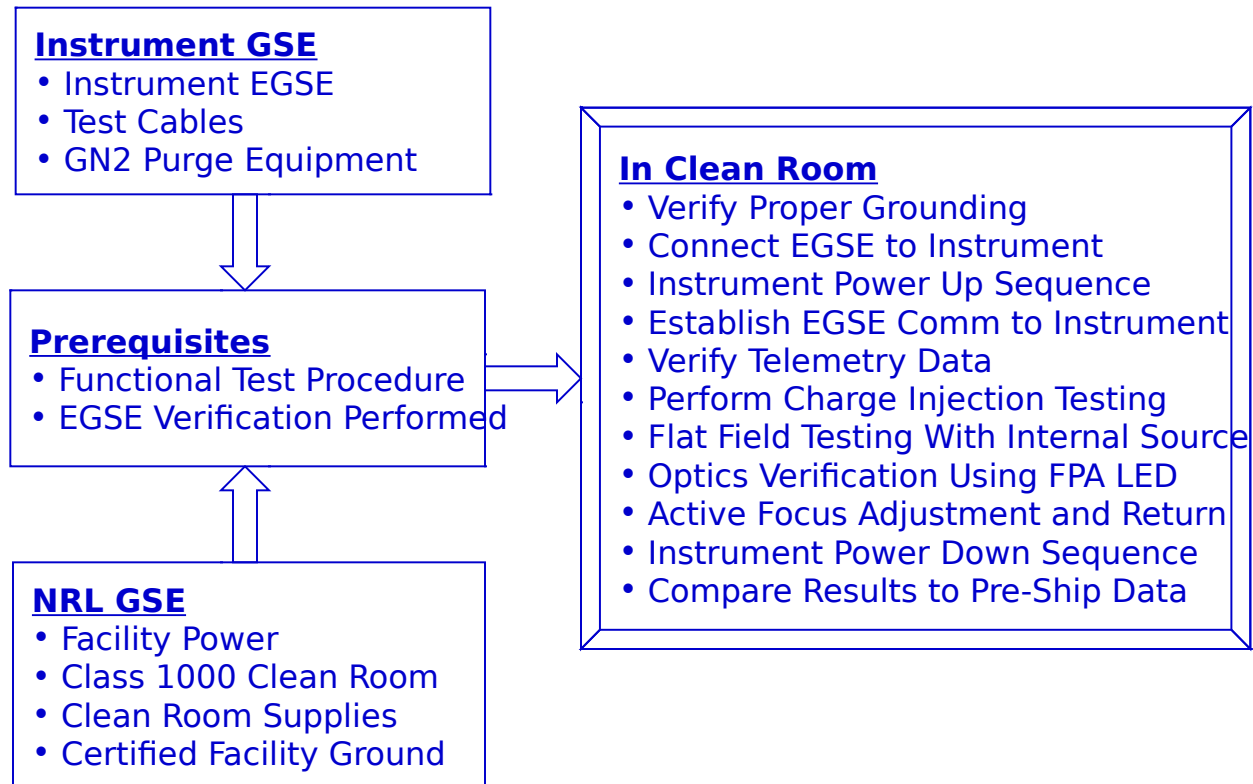 Instrument GSE
• Instrument EGSE
• Test Cables
• GN2 Purge Equipment
Prerequisites
• Functional Test Procedure
• EGSE Verification Performed
NRL GSE
• Facility Power
• Class 1000 Clean Room
• Clean Room Supplies
• Certified Facility Ground
In Clean Room
• Verify Proper Grounding
• Connect EGSE to Instrument
• Instrument Power Up Sequence
• Establish EGSE Comm to Instrument
• Verify Telemetry Data
• Perform Charge Injection Testing
• Flat Field Testing With Internal Source
• Optics Verification Using FPA LED
• Active Focus Adjustment and Return
• Instrument Power Down Sequence
• Compare Results to Pre-Ship Data